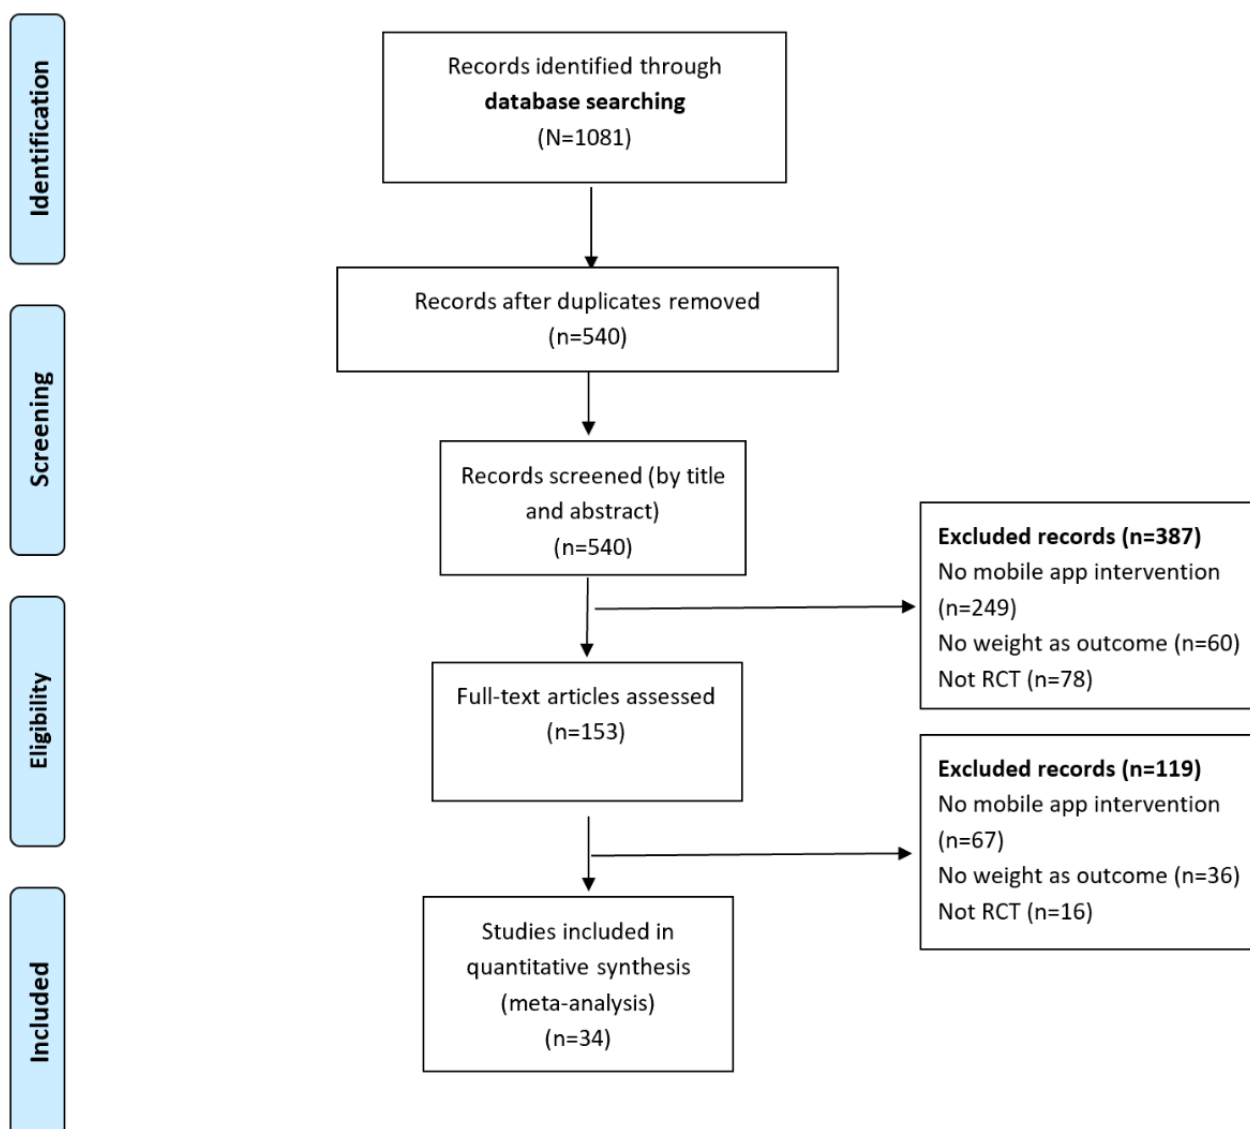 Identification
Records identified through
database searching
(N=1081)
Records after duplicates removed
(n=540)
Screening
Records screened (by title
and abstract)
(n=540)
Excluded records (n=387)
No mobile app intervention
(n=249)
No weight as outcome (n=60)
Not RCT (n=78)
Eligibility
Full-text articles assessed
(n=153)
Excluded records (n=119)
No mobile app intervention
(n=67)
No weight as outcome (n=36)
Not RCT (n=16)
Included
Studies included in
quantitative synthesis
(meta-analysis)
(n=34)